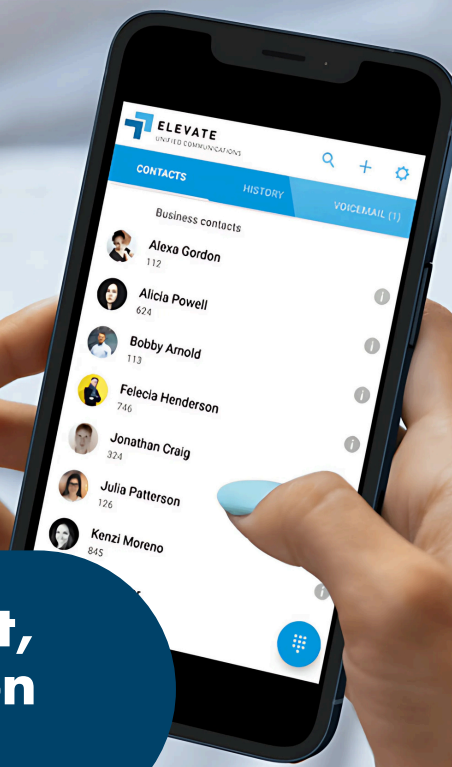 ELEVATE
UNIFIED COMMUNICATIONS
CONTACTS HISTORY VOICEMAIL (1)
Business contacts
Alexa Gordon
112
Alicia Powell
624
Bobby Arnold
113
Felecia Henderson
746
Jonathan Craig
324
Julia Patterson
126
Kenzi Moreno
845
t,
n